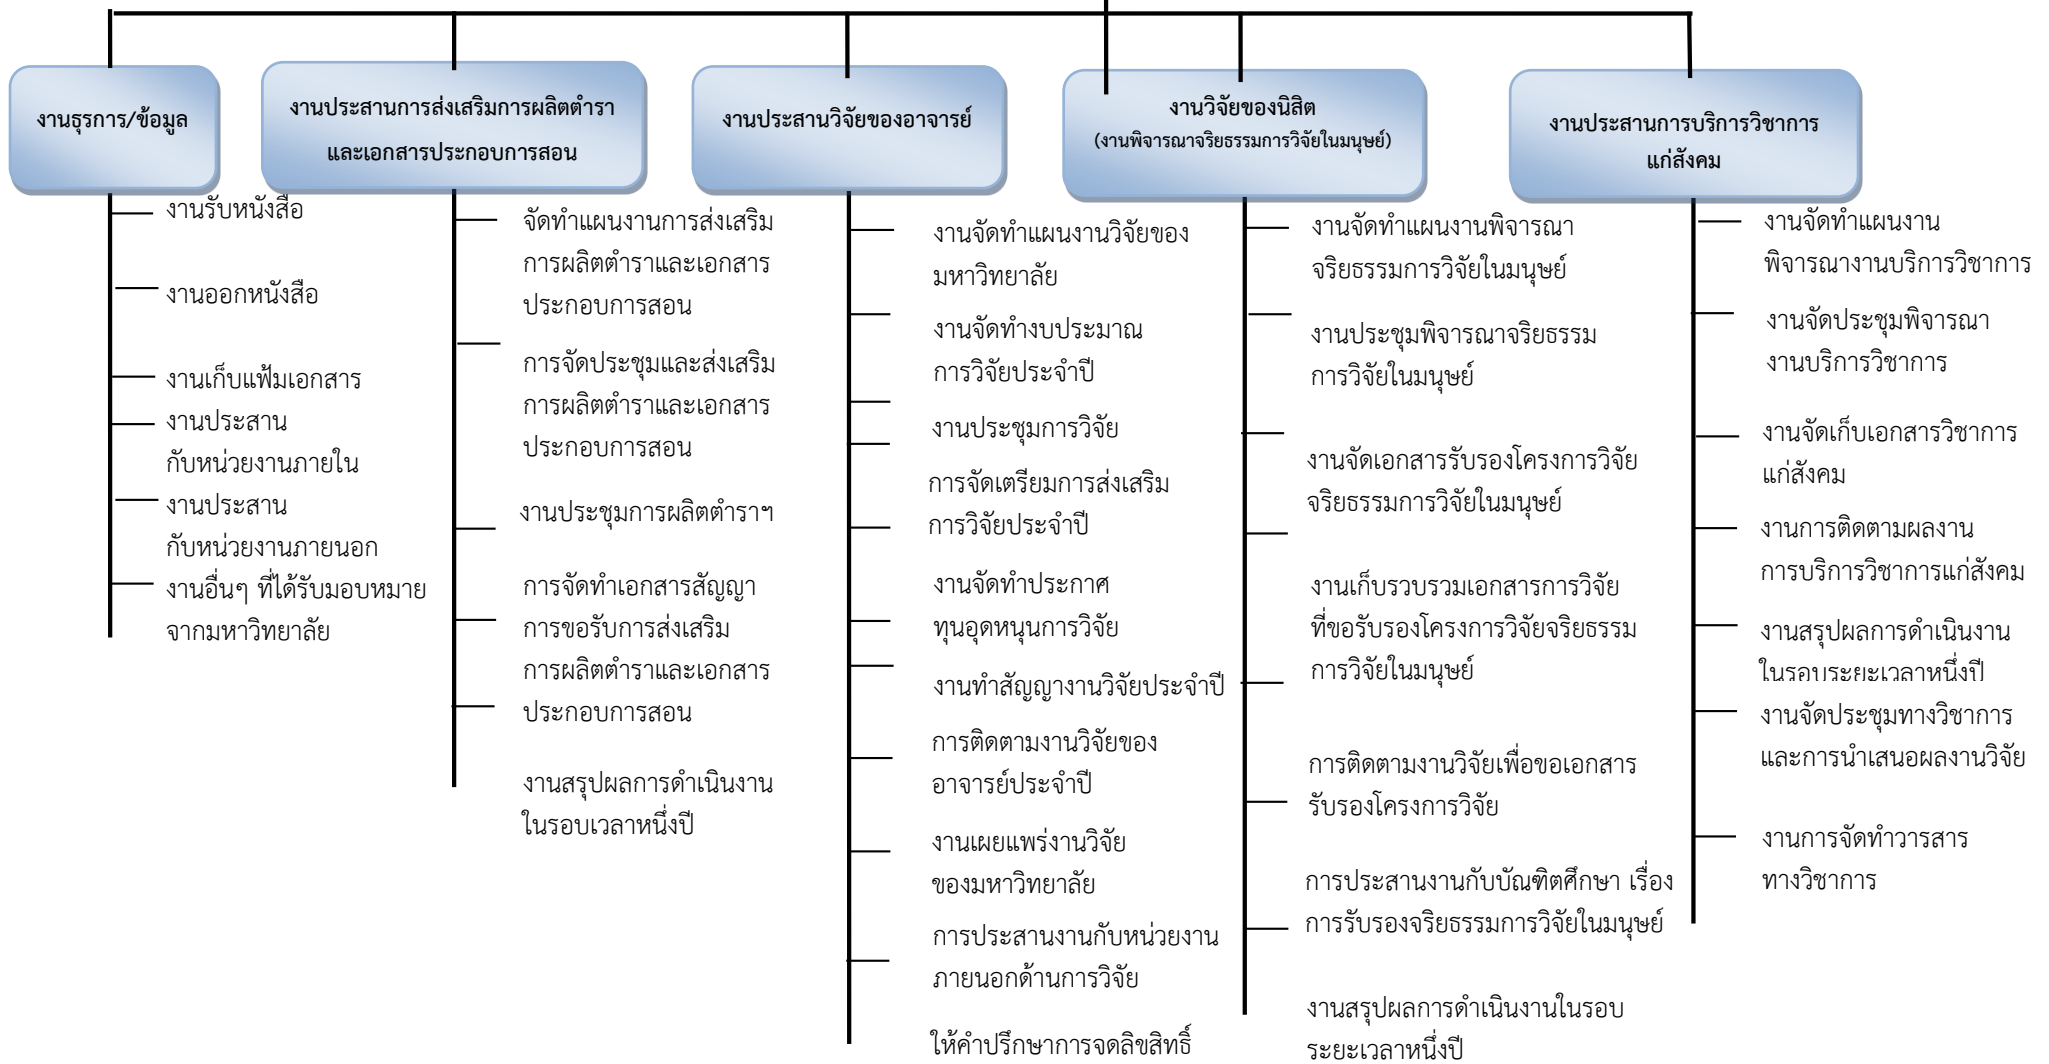 งานธุรการ/ข้อมูล
งานรับหนังสือ
งานออกหนังสือ
งานเก็บแฟ้มเอกสาร
งานประสาน
กับหน่วยงานภายใน
งานประสาน
กับหน่วยงานภายนอก
งานอื่นๆ ที่ได้รับมอบหมาย
จากมหาวิทยาลัย
งานประสานการส่งเสริมการผลิตตำรา
และเอกสารประกอบการสอน
จัดทำแผนงานการส่งเสริม
การผลิตตำราและเอกสาร
ประกอบการสอน
การจัดประชุมและส่งเสริม
การผลิตตำราและเอกสาร
ประกอบการสอน
งานประชุมการผลิตตำราฯ
การจัดทำเอกสารสัญญา
การขอรับการส่งเสริม
การผลิตตำราและเอกสาร
ประกอบการสอน
งานสรุปผลการดำเนินงาน
ในรอบเวลาหนึ่งปี
งานประสานวิจัยของอาจารย์
งานจัดทำแผนงานวิจัยของ
มหาวิทยาลัย
งานจัดทำงบประมาณ
การวิจัยประจำปี
งานประชุมการวิจัย
การจัดเตรียมการส่งเสริม
การวิจัยประจำปี
งานจัดทำประกาศ
ทุนอุดหนุนการวิจัย
งานทำสัญญางานวิจัยประจำปี
การติดตามงานวิจัยของ
อาจารย์ประจำปี
งานเผยแพร่งานวิจัย
ของมหาวิทยาลัย
การประสานงานกับหน่วยงาน
ภายนอกด้านการวิจัย
ให้คำปรึกษาการจดลิขสิทธิ์
งานวิจัยของนิสิต
(งานพิจารณาจริยธรรมการวิจัยในมนุษย์)
งานจัดทำแผนงานพิจารณา
จริยธรรมการวิจัยในมนุษย์
งานประชุมพิจารณาจริยธรรม
การวิจัยในมนุษย์
งานจัดเอกสารรับรองโครงการวิจัย
จริยธรรมการวิจัยในมนุษย์
งานเก็บรวบรวมเอกสารการวิจัย
ที่ขอรับรองโครงการวิจัยจริยธรรม
การวิจัยในมนุษย์
การติดตามงานวิจัยเพื่อขอเอกสาร
รับรองโครงการวิจัย
การประสานงานกับบัณฑิตศึกษา เรื่อง
การรับรองจริยธรรมการวิจัยในมนุษย์
งานสรุปผลการดำเนินงานในรอบ
ระยะเวลาหนึ่งปี
งานประสานการบริการวิชาการ
แก่สังคม
งานจัดทำแผนงาน
พิจารณางานบริการวิชาการ
งานจัดประชุมพิจารณา
งานบริการวิชาการ
งานจัดเก็บเอกสารวิชาการ
แก่สังคม
งานการติดตามผลงาน
การบริการวิชาการแก่สังคม
งานสรุปผลการดำเนินงาน
ในรอบระยะเวลาหนึ่งปี
งานจัดประชุมทางวิชาการ
และการนำเสนอผลงานวิจัย
งานการจัดทำวารสาร
ทางวิชาการ